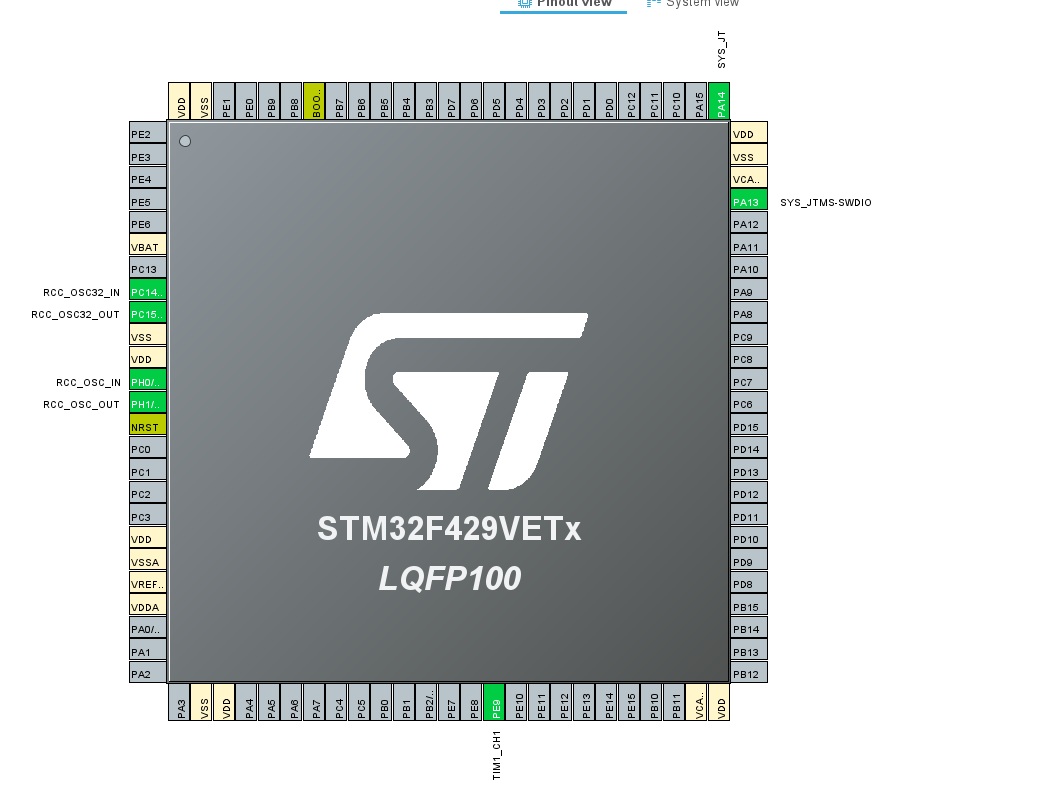 Pinout view
System view
SYS_JT
VDD
VSS
PE1
PE0
PB9
PB8
BOO..
PB7
PB6
PB5
PB4
PB3
PD7
PD6
PD5
PD4
PD3
PD2
PD1
PD0
PC12
PC11
PC10
PA15
PA14
PE2
PE3
PE4
PE5
PE6
VBAT
PC13
RCC_OSC32_IN PC14..
RCC_OSC32_OUT PC15..
VSS
VDD
RCC_OSC_IN PH0/..
RCC_OSC_OUT PH1/..
NRST
PC0
PC1
PC2
PC3
VDD
VSSA
VREF..
VDDA
PA0/..
PA1
PA2
ST
STM32F429VETx
LQFP100
VDD
VSS
VCA..
PA13 SYS_JTMS-SWDIO
PA12
PA11
PA10
PA9
PA8
PC9
PC8
PC7
PC6
PD15
PD14
PD13
PD12
PD11
PD10
PD9
PD8
PB15
PB14
PB13
PB12
PA3
VSS
VDD
PA4
PA5
PA6
PA7
PC4
PC5
PB0
PB1
PB2/..
PE7
PE8
PE9
PE10
PE11
PE12
PE13
PE14
PE15
PB10
PB11
VCA..
VDD
TIM1_CH1